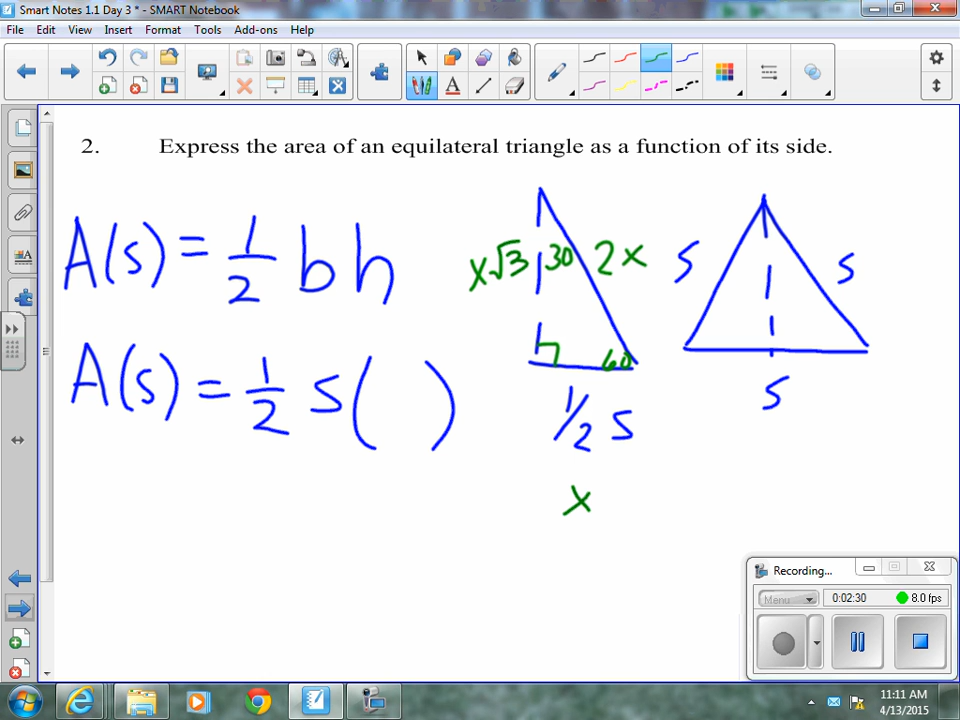 Smart Notes 1.1 Day 3 * - SMART Notebook
File Edit View Insert Format Tools Add-ons Help
2. Express the area of an equilateral triangle as a function of its side.
A(s) = 1/2 b h
x√3 30 2x
s s
60
A(s) = 1/2 s( )
1/2 s
s
x
Recording...
Menu 0:02:30 8.0 fps
11:11 AM
4/13/2015